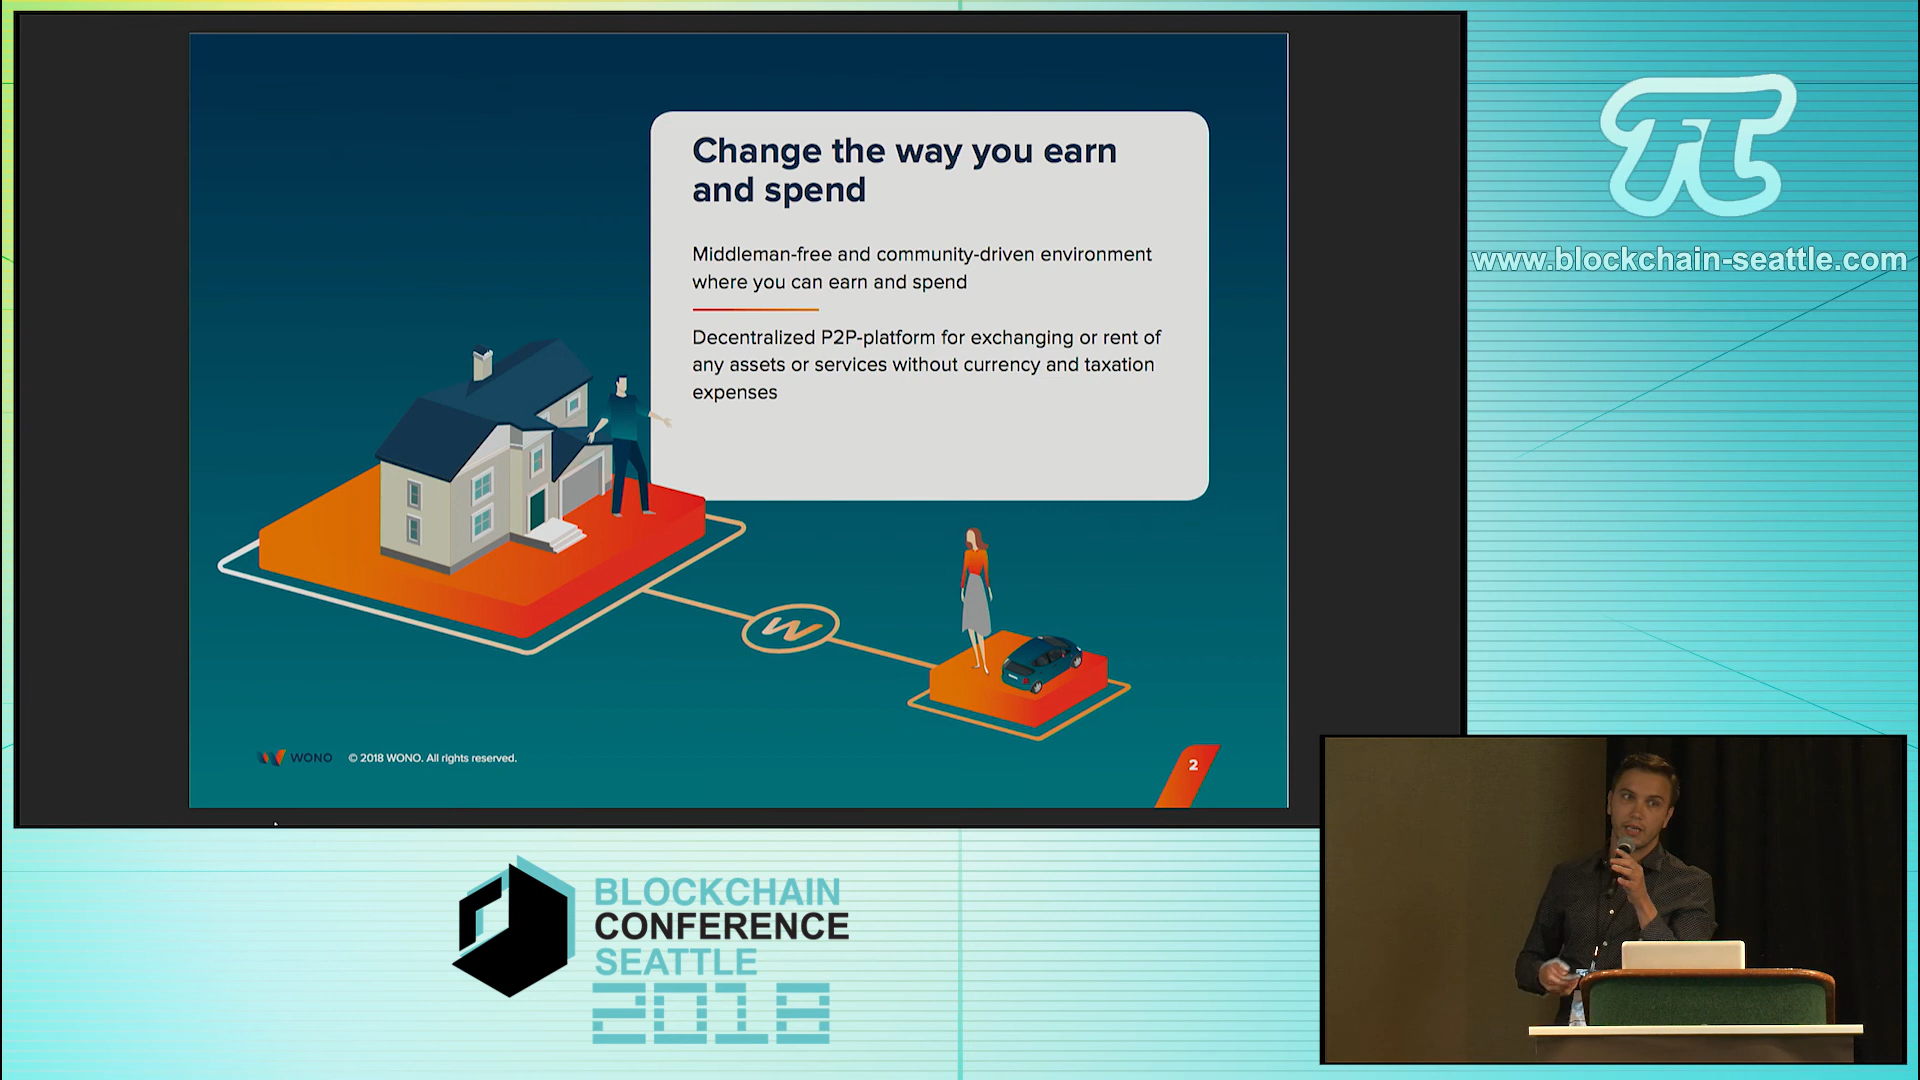 Change the way you earn
and spend
Middleman-free and community-driven environment
where you can earn and spend
Decentralized P2P-platform for exchanging or rent of
any assets or services without currency and taxation
expenses
W
WONO © 2018 WONO. All rights reserved.
2
www.blockchain-seattle.com
BLOCKCHAIN
CONFERENCE
SEATTLE
2018